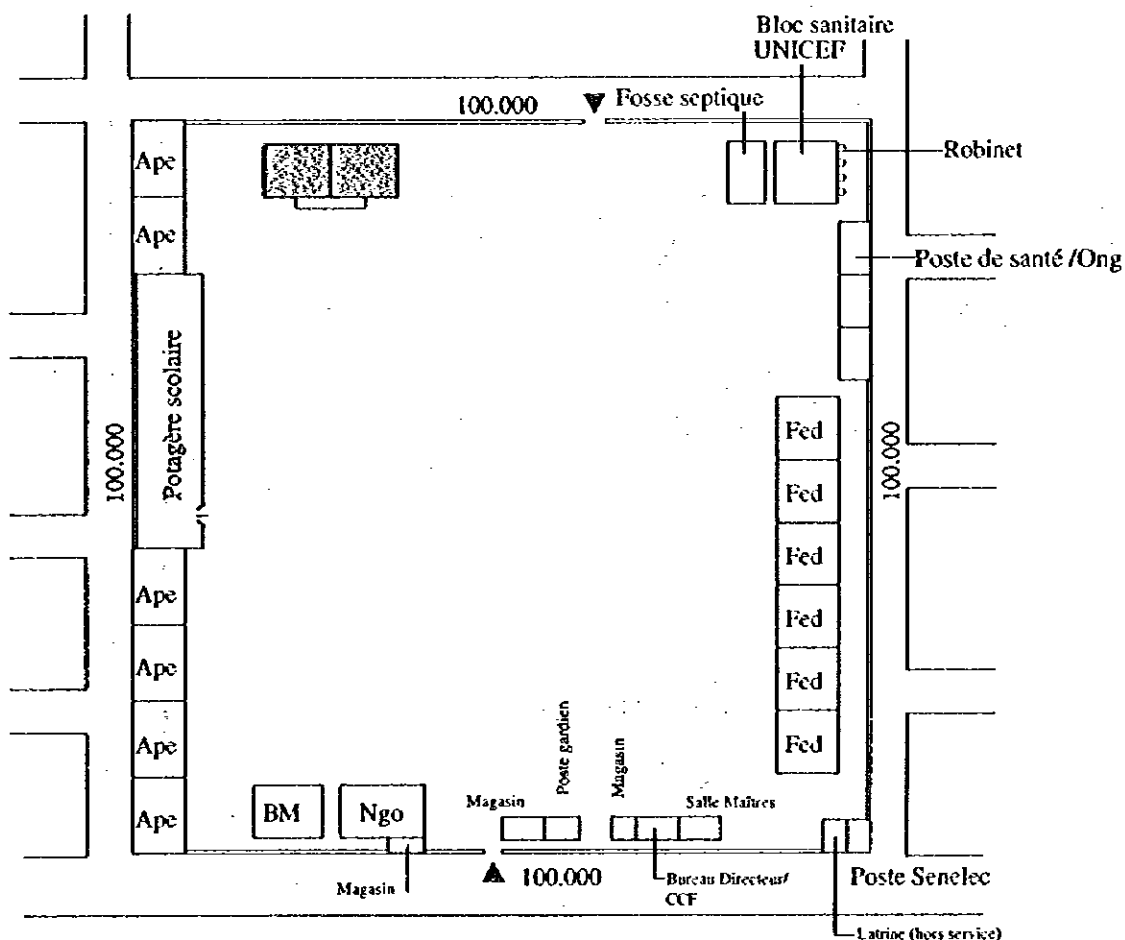 Bloc sanitaire
UNICEF
100.000
Fosse septique
Robinet
Ape
Ape
Poste de santé /Ong
Potagère scolaire
100.000
100.000
Fed
Fed
Fed
Fed
Fed
Fed
Ape
Ape
Ape
Ape
BM
Ngo
Magasin
Poste gardien
Magasin
Salle Maîtres
Magasin
100.000
Bureau Directeur/
CCF
Poste Senelec
Latrine (hors service)